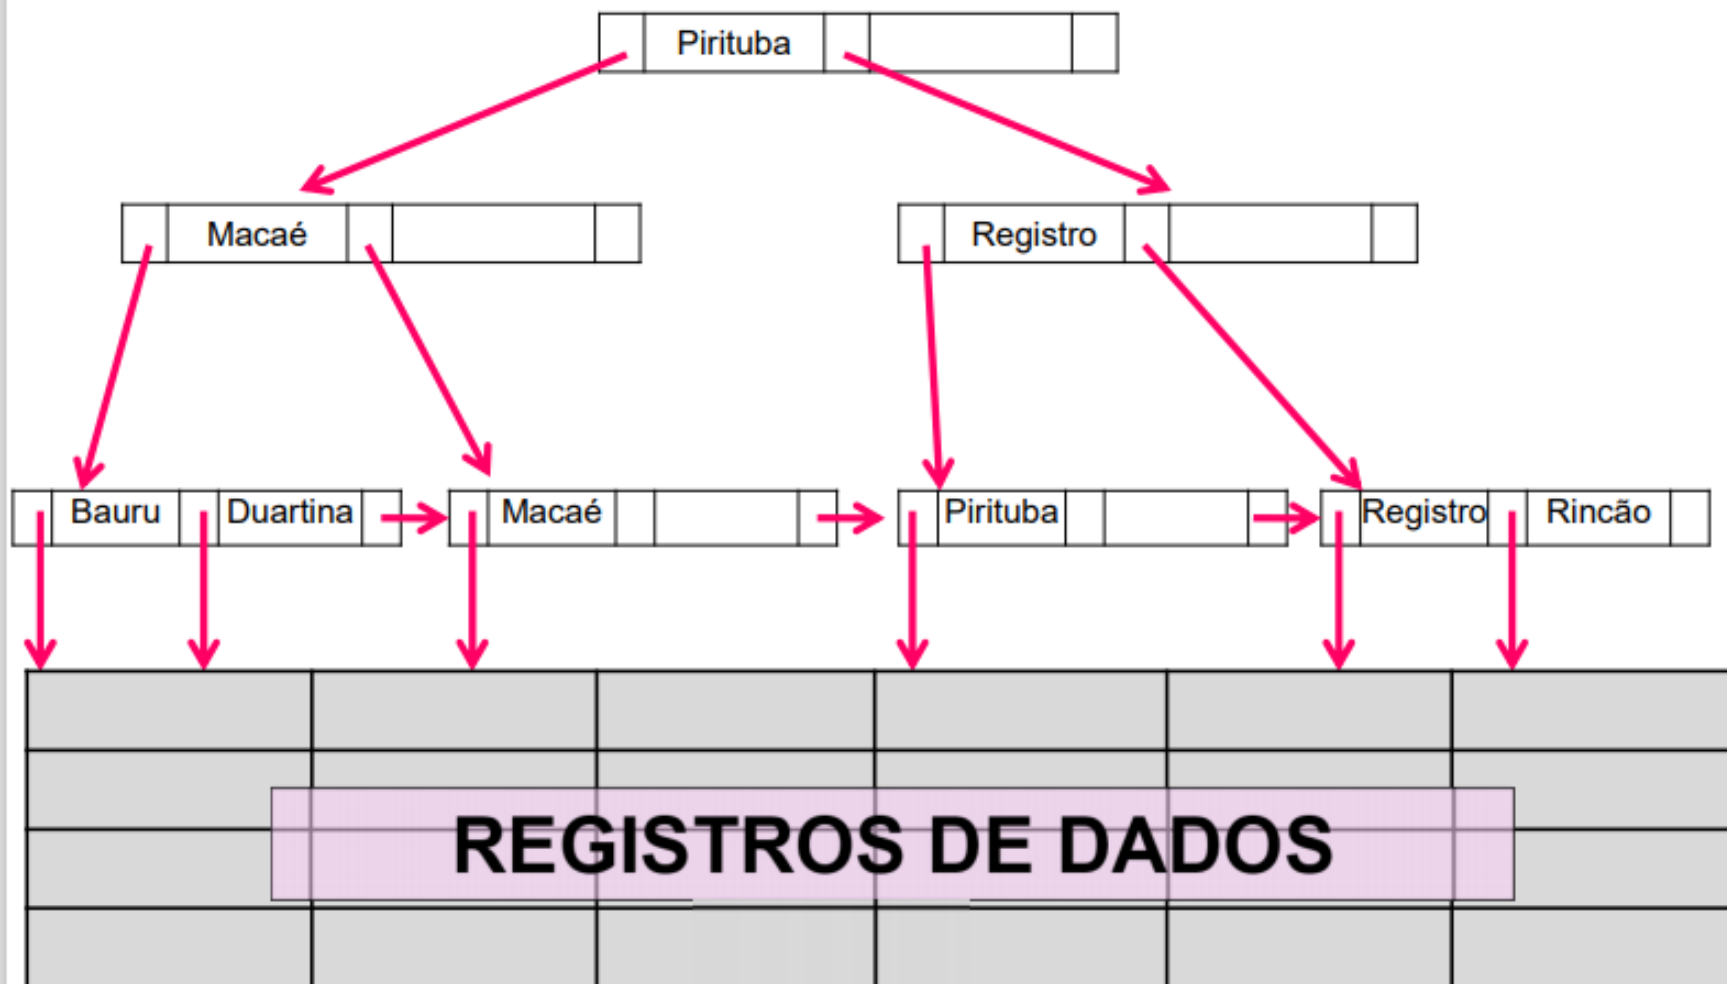 Pirituba
Macaé
Registro
Bauru
Duartina
Macaé
Pirituba
Registro
Rincão
REGISTROS DE DADOS